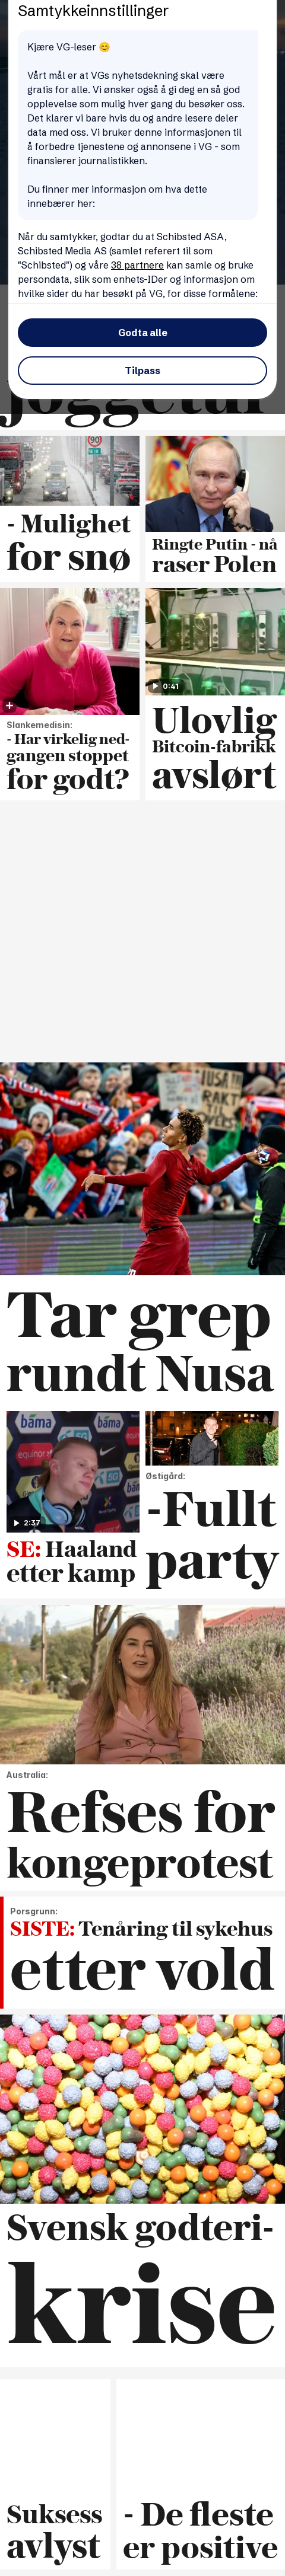 Samtykkeinnstillinger
Kjære VG-leser 😊
Vårt mål er at VGs nyhetsdekning skal være
gratis for alle. Vi ønsker også å gi deg en så god
opplevelse som mulig hver gang du besøker oss.
Det klarer vi bare hvis du og andre lesere deler
data med oss. Vi bruker denne informasjonen til
å forbedre tjenestene og annonsene i VG - som
finansierer journalistikken.
Du finner mer informasjon om hva dette
innebærer her:
Når du samtykker, godtar du at Schibsted ASA,
Schibsted Media AS (samlet referert til som
"Schibsted") og våre 38 partnere kan samle og bruke
persondata, slik som enhets-IDer og informasjon om
hvilke sider du har besøkt på VG, for disse formålene:
Godta alle
Tilpass
90
- Mulighet
for snø
Ringte Putin - nå
raser Polen
0:41
Slankemedisin:
- Har virkelig ned-
gangen stoppet
for godt?
Ulovlig
Bitcoin-fabrikk
avslørt
Tar grep
rundt Nusa
bama
equinor
2:37
SE: Haaland
etter kamp
Østigård:
-Fullt
party
Australia:
Refses for
kongeprotest
Porsgrunn:
SISTE: Tenåring til sykehus
etter vold
Svensk godteri-
krise
Suksess
avlyst
- De fleste
er positive